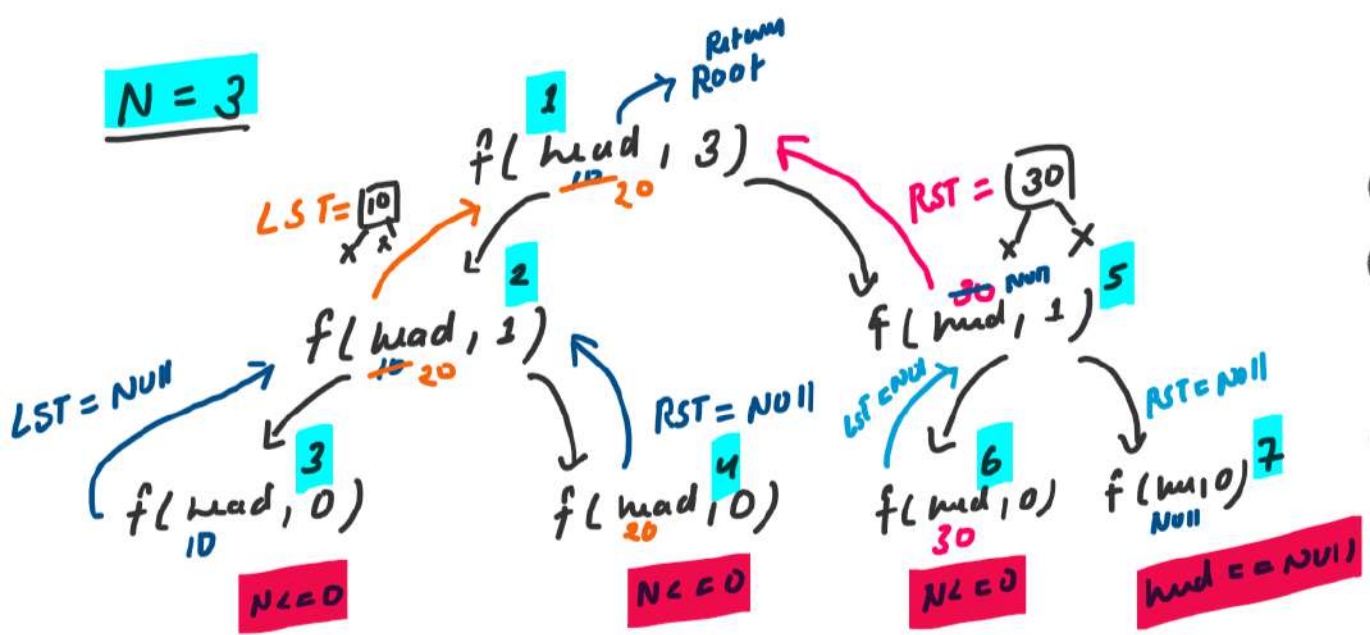 Return
Root
N = 3
1
f(head, 3)
10 20
LST = 10
x x
RST = 30
x x
2
f(head, 1)
10 20
5
30 Null
f(head, 1)
LST = Null
RST = Null
LST = Null
RST = Null
3
f(head, 0)
10
4
f(head, 0)
20
6
f(head, 0)
30
7
f(hu, 0)
Null
N<=0
N<=0
N<=0
head == Null